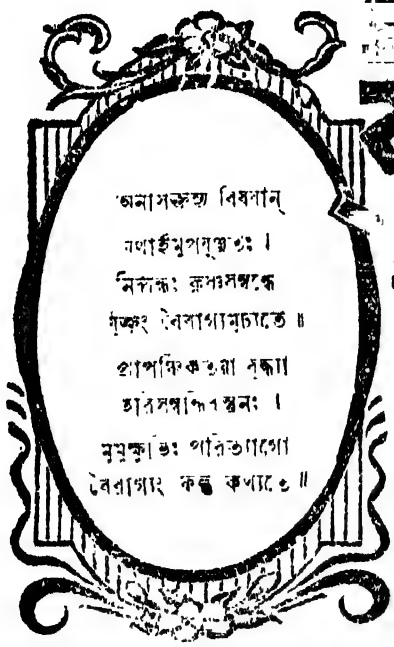 অনাসক্তস্য বিষয়ান্
যথার্হমুপযুঞ্জতঃ ।
নির্ব্বন্ধঃ কৃষ্ণসম্বন্ধে
যুক্তং বৈরাগ্যমুচ্যতে ॥
প্রাপঞ্চিকতয়া বুদ্ধ্যা
হরিসম্বন্ধিবস্তুনঃ ।
মুমুক্ষুভিঃ পরিত্যাগো
বৈরাগ্যং ফল্গু কথ্যতে ॥